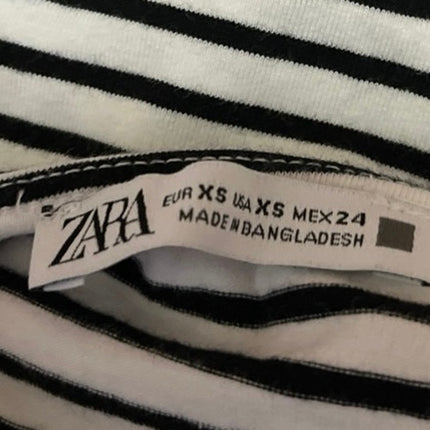 ZARA
EUR XS USA XS MEX 24
MADE IN BANGLADESH